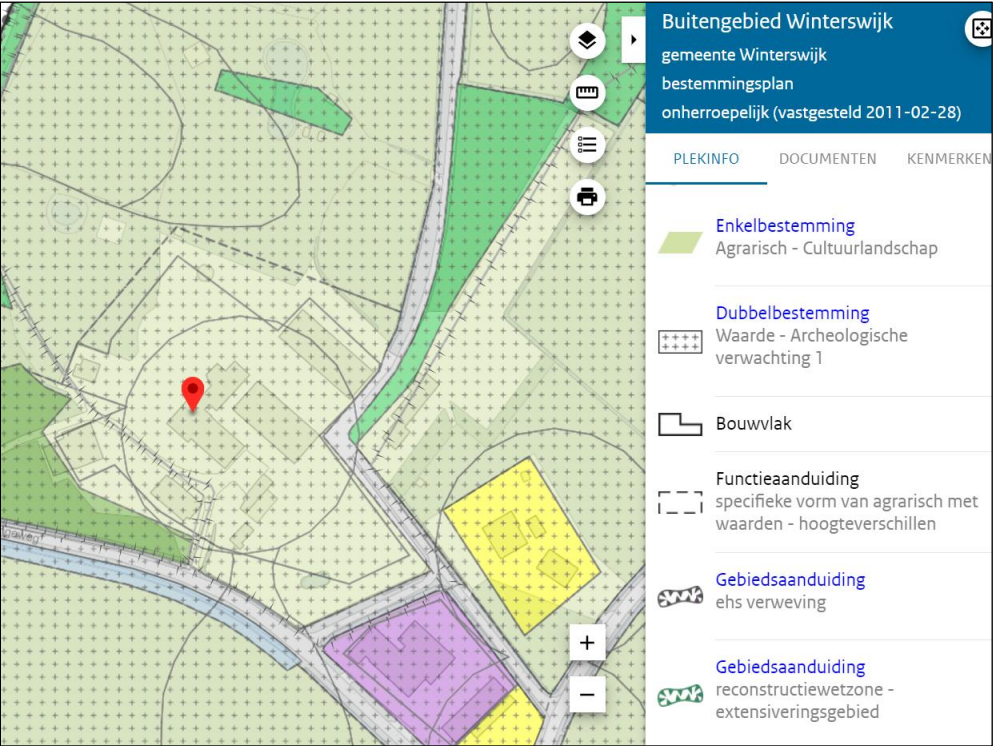 Buitengebied Winterswijk
gemeente Winterswijk
bestemmingsplan
onherroepelijk (vastgesteld 2011-02-28)
PLEKINFO DOCUMENTEN KENMERKEN
Enkelbestemming
Agrarisch - Cultuurlandschap
Dubbelbestemming
Waarde - Archeologische
verwachting 1
Bouwvlak
Functieaanduiding
specifieke vorm van agrarisch met
waarden - hoogteverschillen
Gebiedsaanduiding
ehs verweving
Gebiedsaanduiding
reconstructiewetzone -
extensiveringsgebied